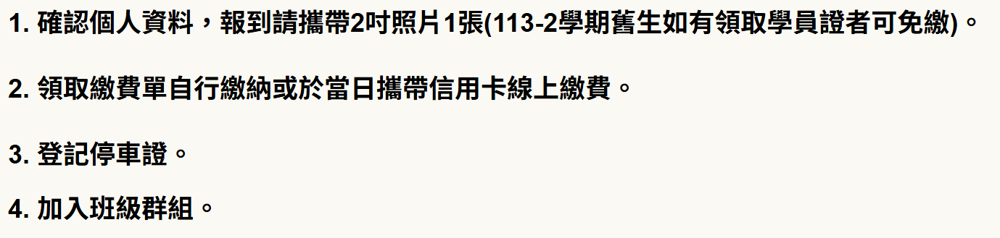 1. 確認個人資料，報到請攜帶2吋照片1張(113-2學期舊生如有領取學員證者可免繳)。
2. 領取繳費單自行繳納或於當日攜帶信用卡線上繳費。
3. 登記停車證。
4. 加入班級群組。